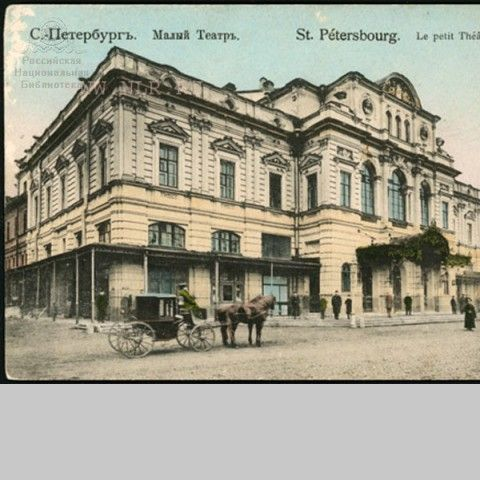 С.-Петербургъ. Малый Театръ. St. Pétersbourg. Le petit Théâ
Российская
Национальная
Библиотека